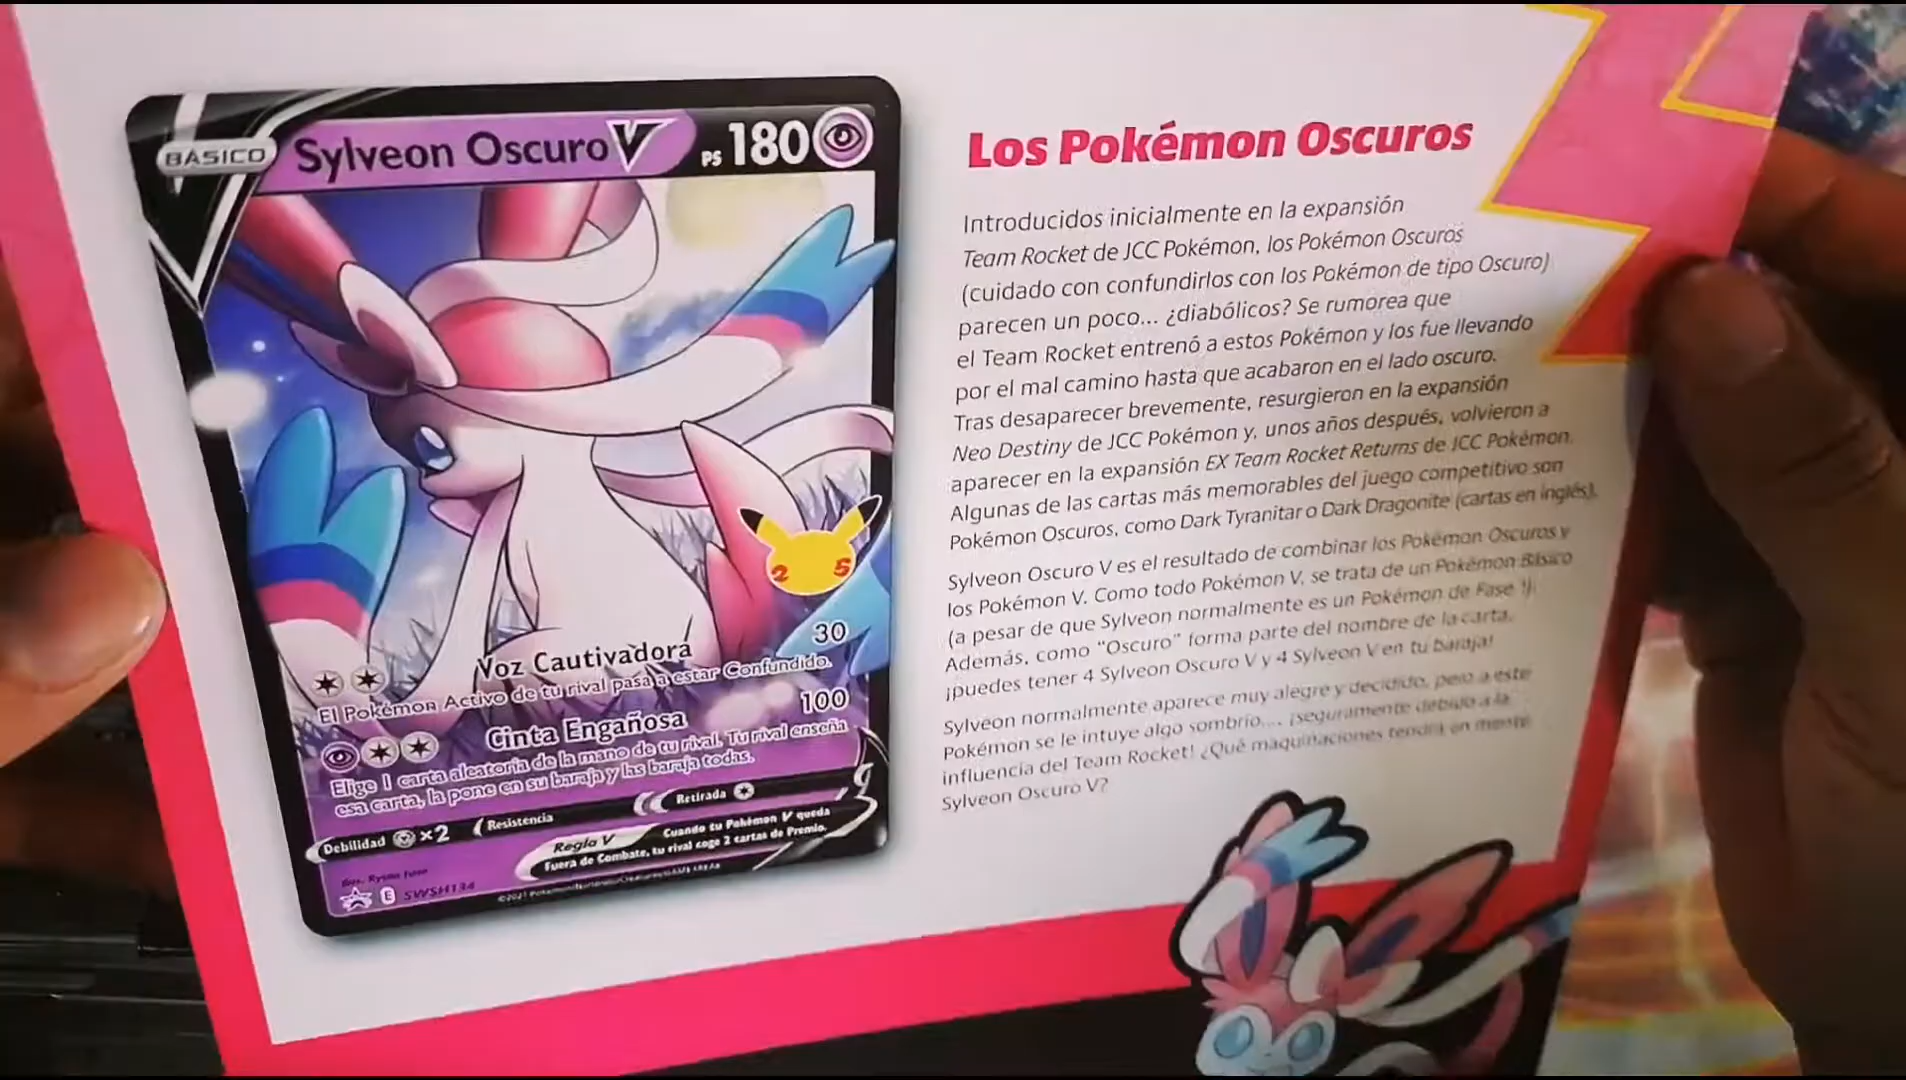 BÁSICO
Sylveon Oscuro V
PS 180
2 5
Voz Cautivadora 30
El Pokémon Activo de tu rival pasa a estar Confundido.
Cinta Engañosa 100
Elige 1 carta aleatoria de la mano de tu rival. Tu rival enseña
esa carta, la pone en su baraja y las baraja todas.
Debilidad x2 Resistencia Retirada
Regla V Cuando tu Pokémon V queda
Fuera de Combate, tu rival coge 2 cartas de Premio.
E SWSH134
Los Pokémon Oscuros
Introducidos inicialmente en la expansión
Team Rocket de JCC Pokémon, los Pokémon Oscuros
(cuidado con confundirlos con los Pokémon de tipo Oscuro)
parecen un poco... ¿diabólicos? Se rumorea que
el Team Rocket entrenó a estos Pokémon y los fue llevando
por el mal camino hasta que acabaron en el lado oscuro.
Tras desaparecer brevemente, resurgieron en la expansión
Neo Destiny de JCC Pokémon y, unos años después, volvieron a
aparecer en la expansión EX Team Rocket Returns de JCC Pokémon.
Algunas de las cartas más memorables del juego competitivo son
Pokémon Oscuros, como Dark Tyranitar o Dark Dragonite (cartas en inglés).
Sylveon Oscuro V es el resultado de combinar los Pokémon Oscuros y
los Pokémon V. Como todo Pokémon V, se trata de un Pokémon Básico
(a pesar de que Sylveon normalmente es un Pokémon de Fase 1).
Además, como “Oscuro” forma parte del nombre de la carta,
¡puedes tener 4 Sylveon Oscuro V y 4 Sylveon V en tu baraja!
Sylveon normalmente aparece muy alegre y decidido, pero a este
Pokémon se le intuye algo sombrío... ¡seguramente debido a la
influencia del Team Rocket! ¿Qué maquinaciones tendrá en mente
Sylveon Oscuro V?